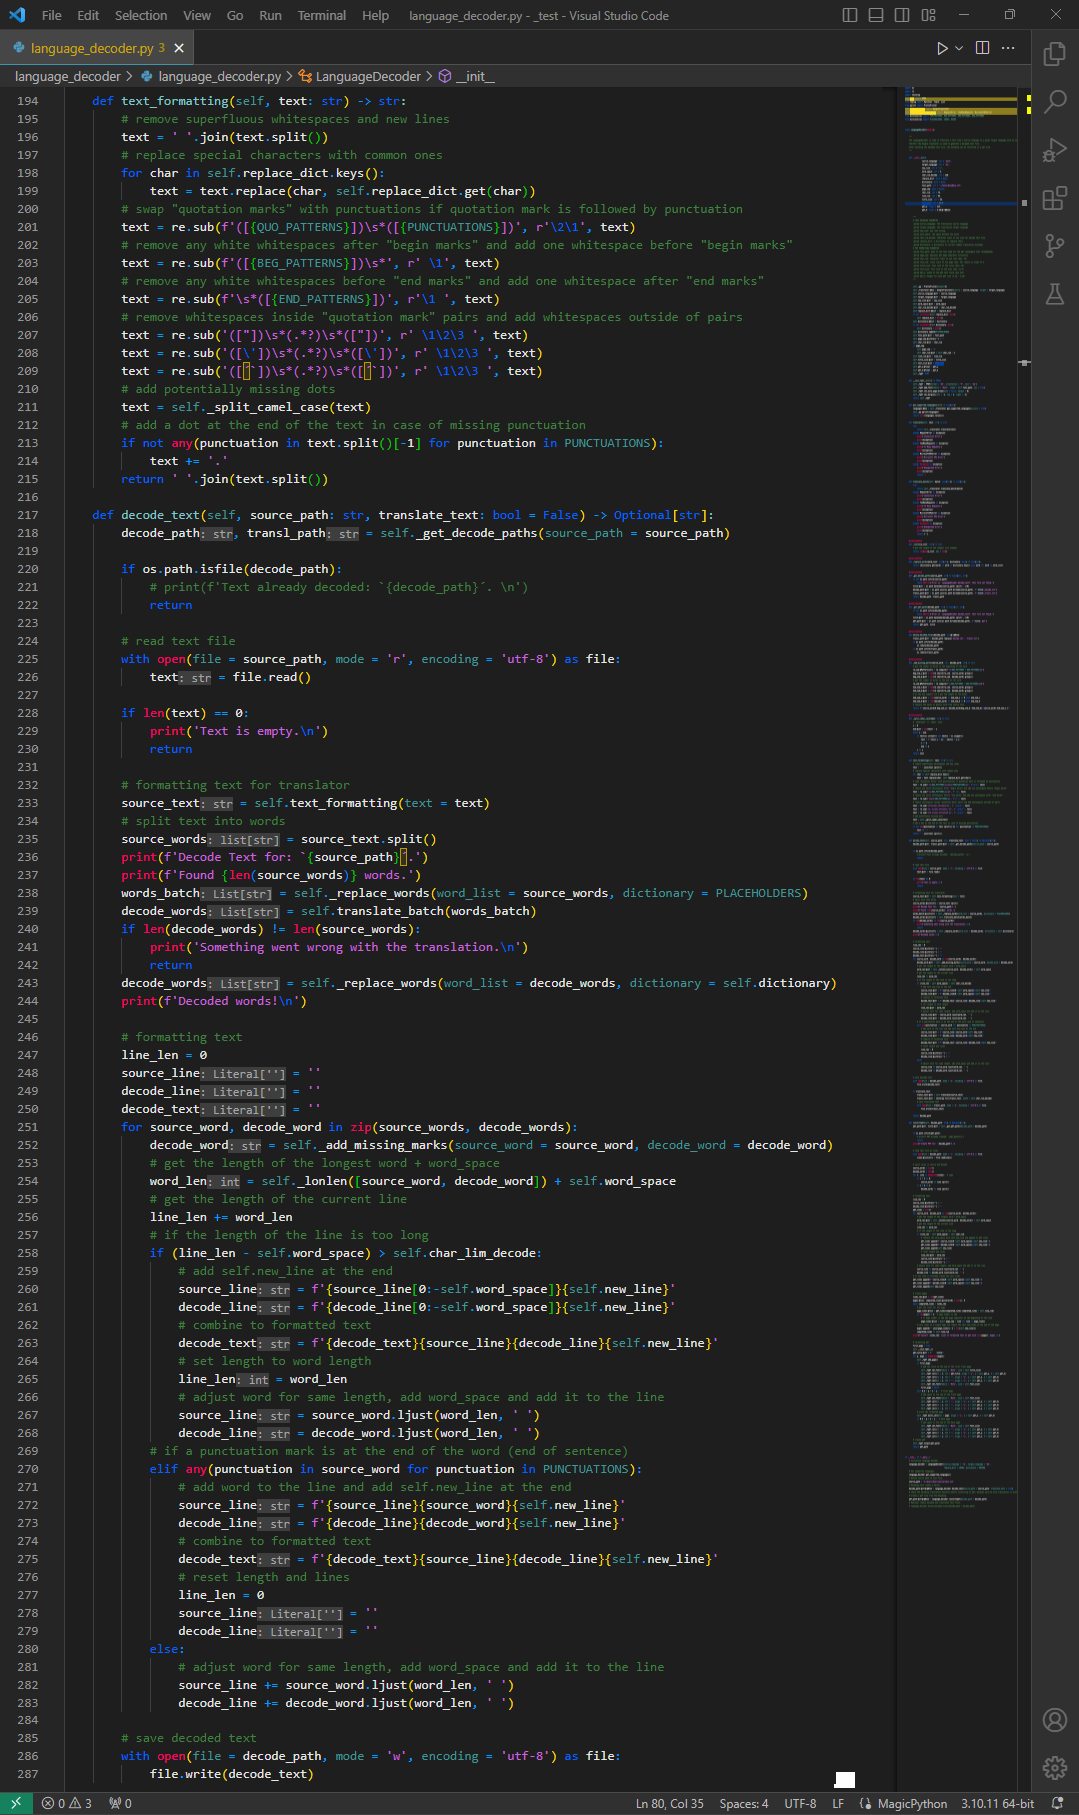 File Edit Selection View Go Run Terminal Help language_decoder.py - _test - Visual Studio Code
language_decoder.py 3
language_decoder > language_decoder.py > LanguageDecoder > __init__
194 def text_formatting(self, text: str) -> str:
195 # remove superfluous whitespaces and new lines
196 text = ' '.join(text.split())
197 # replace special characters with common ones
198 for char in self.replace_dict.keys():
199 text = text.replace(char, self.replace_dict.get(char))
200 # swap "quotation marks" with punctuations if quotation mark is followed by punctuation
201 text = re.sub(f'([{QUO_PATTERNS}])\s*([{PUNCTUATIONS}])', r'\2\1', text)
202 # remove any white whitespaces after "begin marks" and add one whitespace before "begin marks"
203 text = re.sub(f'([{BEG_PATTERNS}])\s*', r' \1', text)
204 # remove any white whitespaces before "end marks" and add one whitespace after "end marks"
205 text = re.sub(f'\s*([{END_PATTERNS}])', r'\1 ', text)
206 # remove whitespaces inside "quotation mark" pairs and add whitespaces outside of pairs
207 text = re.sub('(["])\s*(.*?)\s*(["])', r' \1\2\3 ', text)
208 text = re.sub('([\'])\s*(.*?)\s*([\'])', r' \1\2\3 ', text)
209 text = re.sub('([´`])\s*(.*?)\s*([´`])', r' \1\2\3 ', text)
210 # add potentially missing dots
211 text = self._split_camel_case(text)
212 # add a dot at the end of the text in case of missing punctuation
213 if not any(punctuation in text.split()[-1] for punctuation in PUNCTUATIONS):
214 text += '.'
215 return ' '.join(text.split())
216
217 def decode_text(self, source_path: str, translate_text: bool = False) -> Optional[str]:
218 decode_path: str, transl_path: str = self._get_decode_paths(source_path = source_path)
219
220 if os.path.isfile(decode_path):
221 # print(f'Text already decoded: `{decode_path}´. \n')
222 return
223
224 # read text file
225 with open(file = source_path, mode = 'r', encoding = 'utf-8') as file:
226 text: str = file.read()
227
228 if len(text) == 0:
229 print('Text is empty.\n')
230 return
231
232 # formatting text for translator
233 source_text: str = self.text_formatting(text = text)
234 # split text into words
235 source_words: list[str] = source_text.split()
236 print(f'Decode Text for: `{source_path}´.')
237 print(f'Found {len(source_words)} words.')
238 words_batch: List[str] = self._replace_words(word_list = source_words, dictionary = PLACEHOLDERS)
239 decode_words: List[str] = self.translate_batch(words_batch)
240 if len(decode_words) != len(source_words):
241 print('Something went wrong with the translation.\n')
242 return
243 decode_words: List[str] = self._replace_words(word_list = decode_words, dictionary = self.dictionary)
244 print(f'Decoded words!\n')
245
246 # formatting text
247 line_len = 0
248 source_line: Literal[''] = ''
249 decode_line: Literal[''] = ''
250 decode_text: Literal[''] = ''
251 for source_word, decode_word in zip(source_words, decode_words):
252 decode_word: str = self._add_missing_marks(source_word = source_word, decode_word = decode_word)
253 # get the length of the longest word + word_space
254 word_len: int = self._lonlen([source_word, decode_word]) + self.word_space
255 # get the length of the current line
256 line_len += word_len
257 # if the length of the line is too long
258 if (line_len - self.word_space) > self.char_lim_decode:
259 # add self.new_line at the end
260 source_line: str = f'{source_line[0:-self.word_space]}{self.new_line}'
261 decode_line: str = f'{decode_line[0:-self.word_space]}{self.new_line}'
262 # combine to formatted text
263 decode_text: str = f'{decode_text}{source_line}{decode_line}{self.new_line}'
264 # set length to word length
265 line_len: int = word_len
266 # adjust word for same length, add word_space and add it to the line
267 source_line: str = source_word.ljust(word_len, ' ')
268 decode_line: str = decode_word.ljust(word_len, ' ')
269 # if a punctuation mark is at the end of the word (end of sentence)
270 elif any(punctuation in source_word for punctuation in PUNCTUATIONS):
271 # add word to the line and add self.new_line at the end
272 source_line: str = f'{source_line}{source_word}{self.new_line}'
273 decode_line: str = f'{decode_line}{decode_word}{self.new_line}'
274 # combine to formatted text
275 decode_text: str = f'{decode_text}{source_line}{decode_line}{self.new_line}'
276 # reset length and lines
277 line_len = 0
278 source_line: Literal[''] = ''
279 decode_line: Literal[''] = ''
280 else:
281 # adjust word for same length, add word_space and add it to the line
282 source_line += source_word.ljust(word_len, ' ')
283 decode_line += decode_word.ljust(word_len, ' ')
284
285 # save decoded text
286 with open(file = decode_path, mode = 'w', encoding = 'utf-8') as file:
287 file.write(decode_text)
0 3 0 Ln 80, Col 35 Spaces: 4 UTF-8 LF MagicPython 3.10.11 64-bit